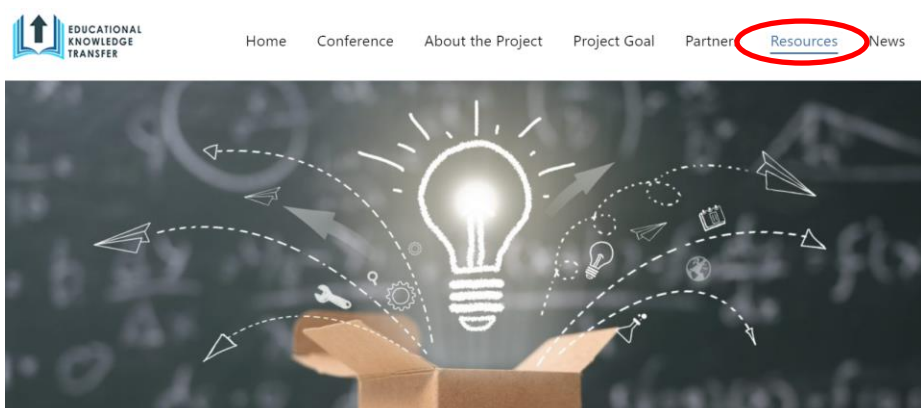 EDUCATIONAL
KNOWLEDGE
TRANSFER
Home Conference About the Project Project Goal Partner Resources News